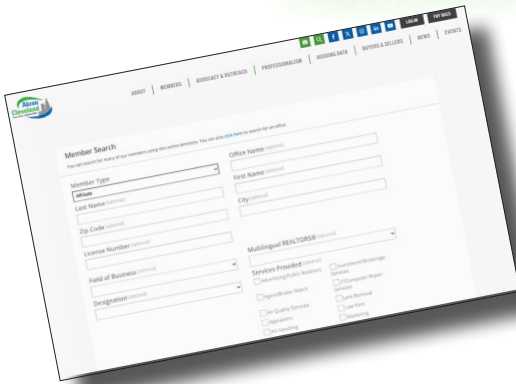 LOG IN
PAY DUES
Akron
Cleveland
ABOUT
MEMBERS
ADVOCACY & OUTREACH
PROFESSIONALISM
HOUSING DATA
BUYERS & SELLERS
NEWS
EVENTS
Member Search
You can search for many of our members using this online directory. You can also click here to search for an office.
Member Type
Affiliate
Office Name (optional)
Last Name (optional)
First Name (optional)
Zip Code (optional)
City (optional)
License Number (optional)
Field of Business (optional)
Multilingual REALTORS® (optional)
Designation (optional)
Services Provided (optional)
Advertising/Public Relations
Investment/Brokerage
Services
Agent/Broker Match
IT/Computer Repair
Services
Air Quality Services
Junk Removal
Appraisers
Law Firm
Art Handling
Marketing